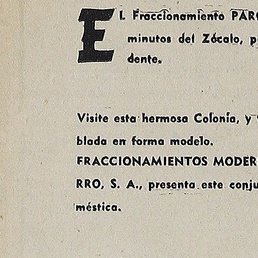 EL Fraccionamiento PARQ
minutos del Zócalo, p
dente.
Visite esta hermosa Colonia, y
blada en forma modelo.
FRACCIONAMIENTOS MODER
RRO, S. A., presenta este conju
méstica.